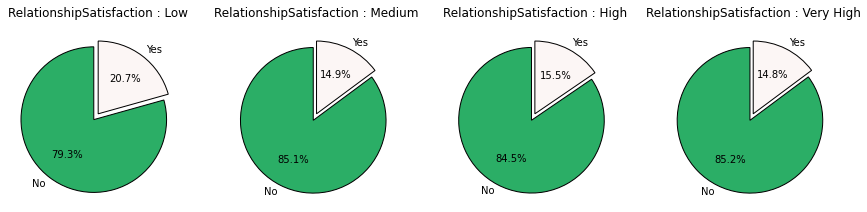 RelationshipSatisfaction : Low
Yes
20.7%
79.3%
No
RelationshipSatisfaction : Medium
Yes
14.9%
85.1%
No
RelationshipSatisfaction : High
Yes
15.5%
84.5%
No
RelationshipSatisfaction : Very High
Yes
14.8%
85.2%
No